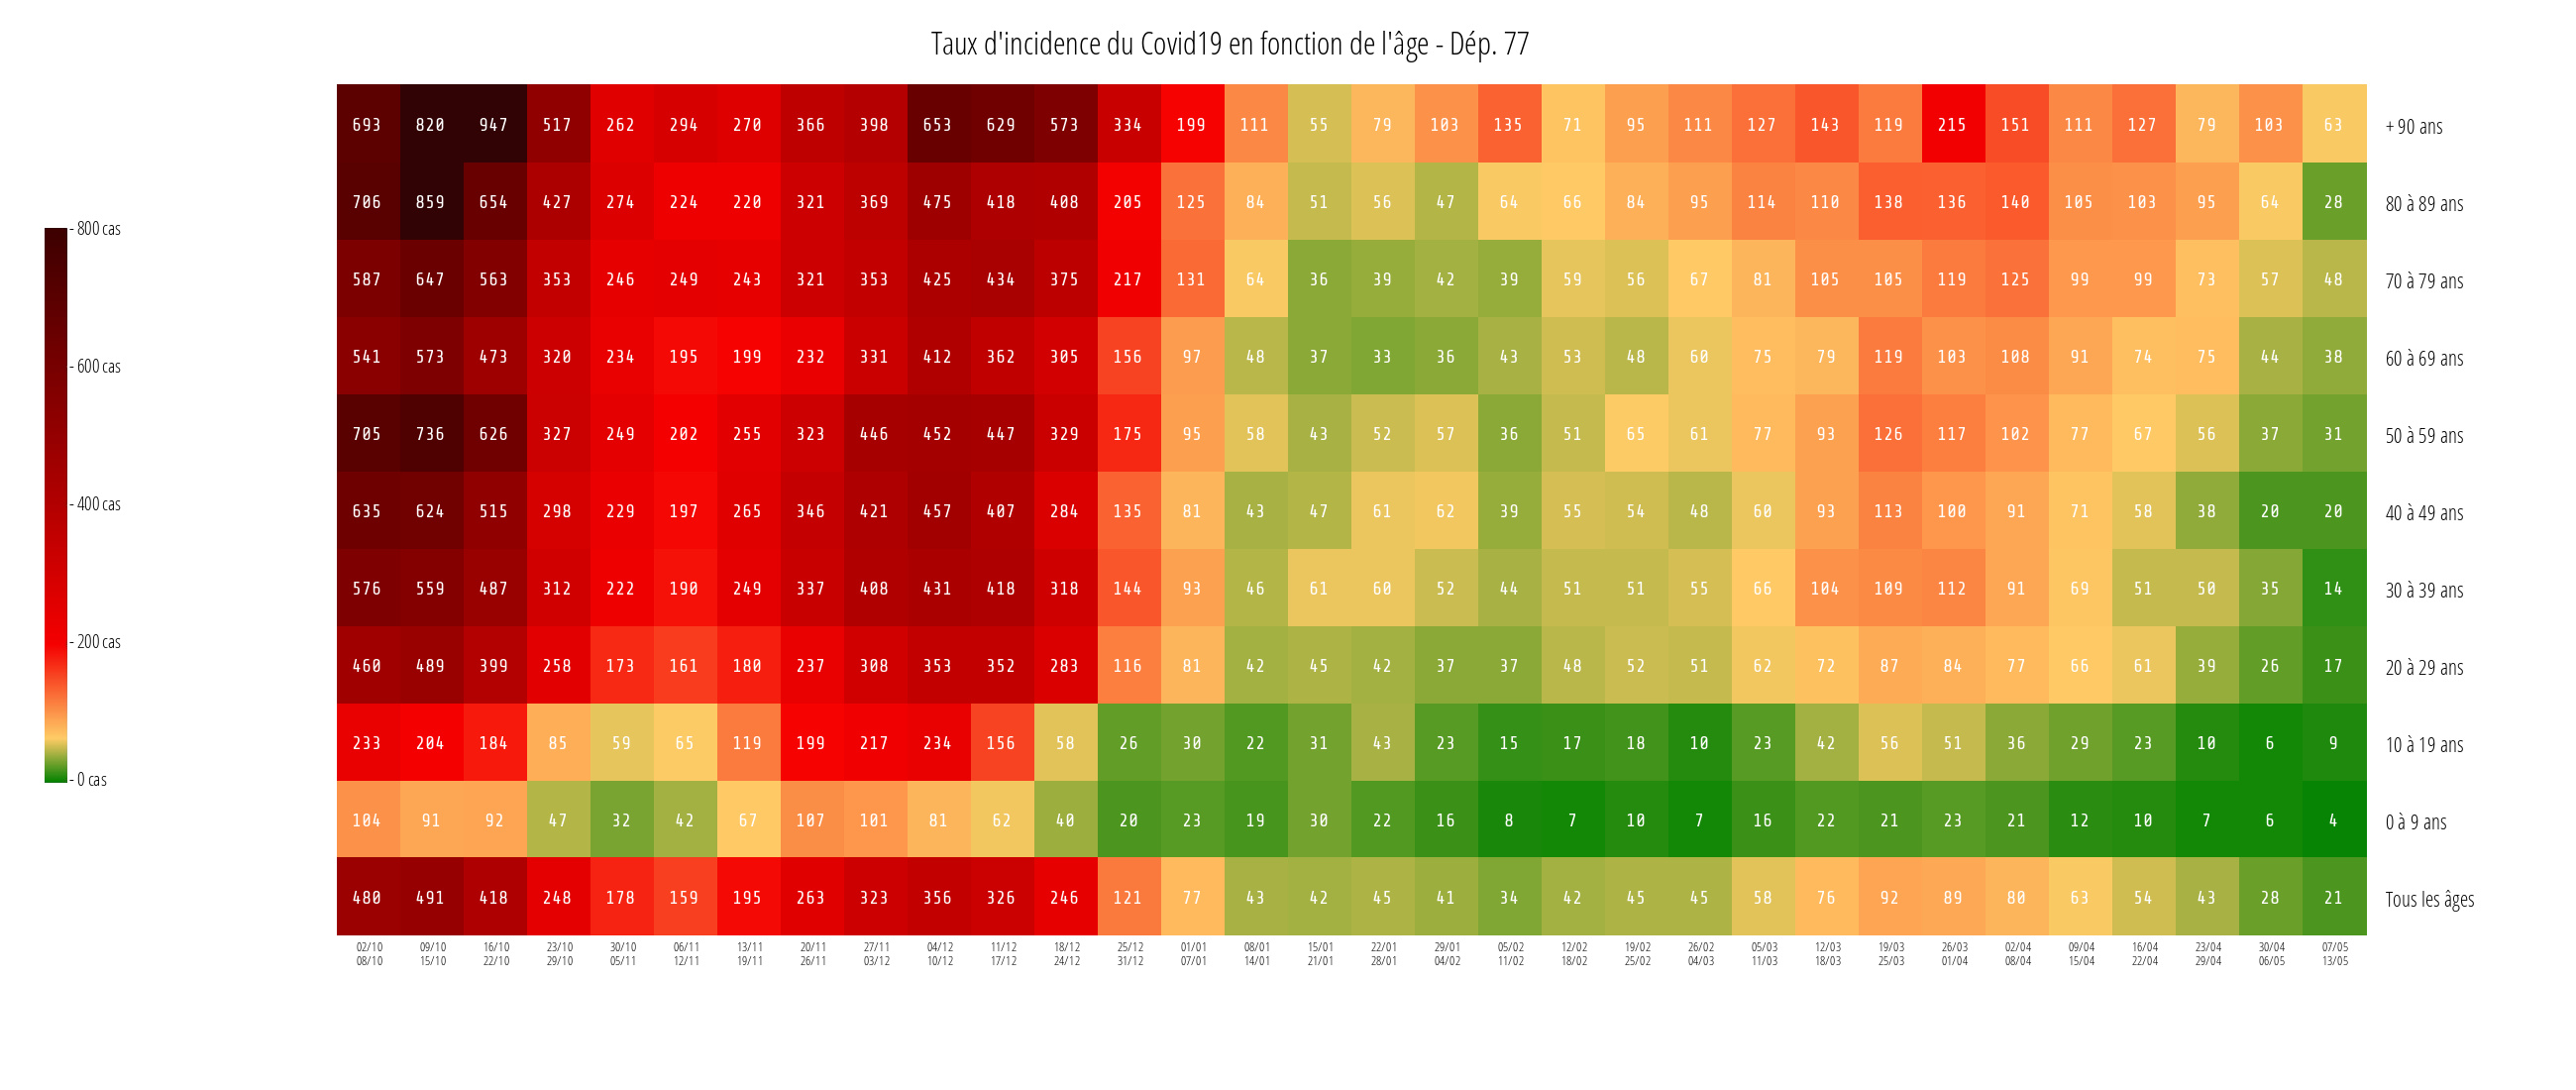 Taux d'incidence du Covid19 en fonction de l'âge - Dép. 77
693 820 947 517 262 294 270 366 398 653 629 573 334 199 111 55 79 103 135 71 95 111 127 143 119 215 151 111 127 79 103 63 + 90 ans
706 859 654 427 274 224 220 321 369 475 418 408 205 125 84 51 56 47 64 66 84 95 114 110 138 136 140 105 103 95 64 28 80 à 89 ans
587 647 563 353 246 249 243 321 353 425 434 375 217 131 64 36 39 42 39 59 56 67 81 105 105 119 125 99 99 73 57 48 70 à 79 ans
541 573 473 320 234 195 199 232 331 412 362 305 156 97 48 37 33 36 43 53 48 60 75 79 119 103 108 91 74 75 44 38 60 à 69 ans
705 736 626 327 249 202 255 323 446 452 447 329 175 95 58 43 52 57 36 51 65 61 77 93 126 117 102 77 67 56 37 31 50 à 59 ans
635 624 515 298 229 197 265 346 421 457 407 284 135 81 43 47 61 62 39 55 54 48 60 93 113 100 91 71 58 38 20 20 40 à 49 ans
576 559 487 312 222 190 249 337 408 431 418 318 144 93 46 61 60 52 44 51 51 55 66 104 109 112 91 69 51 50 35 14 30 à 39 ans
460 489 399 258 173 161 180 237 308 353 352 283 116 81 42 45 42 37 37 48 52 51 62 72 87 84 77 66 61 39 26 17 20 à 29 ans
233 204 184 85 59 65 119 199 217 234 156 58 26 30 22 31 43 23 15 17 18 10 23 42 56 51 36 29 23 10 6 9 10 à 19 ans
104 91 92 47 32 42 67 107 101 81 62 40 20 23 19 30 22 16 8 7 10 7 16 22 21 23 21 12 10 7 6 4 0 à 9 ans
480 491 418 248 178 159 195 263 323 356 326 246 121 77 43 42 45 41 34 42 45 45 58 76 92 89 80 63 54 43 28 21 Tous les âges
02/10 09/10 16/10 23/10 30/10 06/11 13/11 20/11 27/11 04/12 11/12 18/12 25/12 01/01 08/01 15/01 22/01 29/01 05/02 12/02 19/02 26/02 05/03 12/03 19/03 26/03 02/04 09/04 16/04 23/04 30/04 07/05
08/10 15/10 22/10 29/10 05/11 12/11 19/11 26/11 03/12 10/12 17/12 24/12 31/12 07/01 14/01 21/01 28/01 04/02 11/02 18/02 25/02 04/03 11/03 18/03 25/03 01/04 08/04 15/04 22/04 29/04 06/05 13/05
- 800 cas
- 600 cas
- 400 cas
- 200 cas
- 0 cas